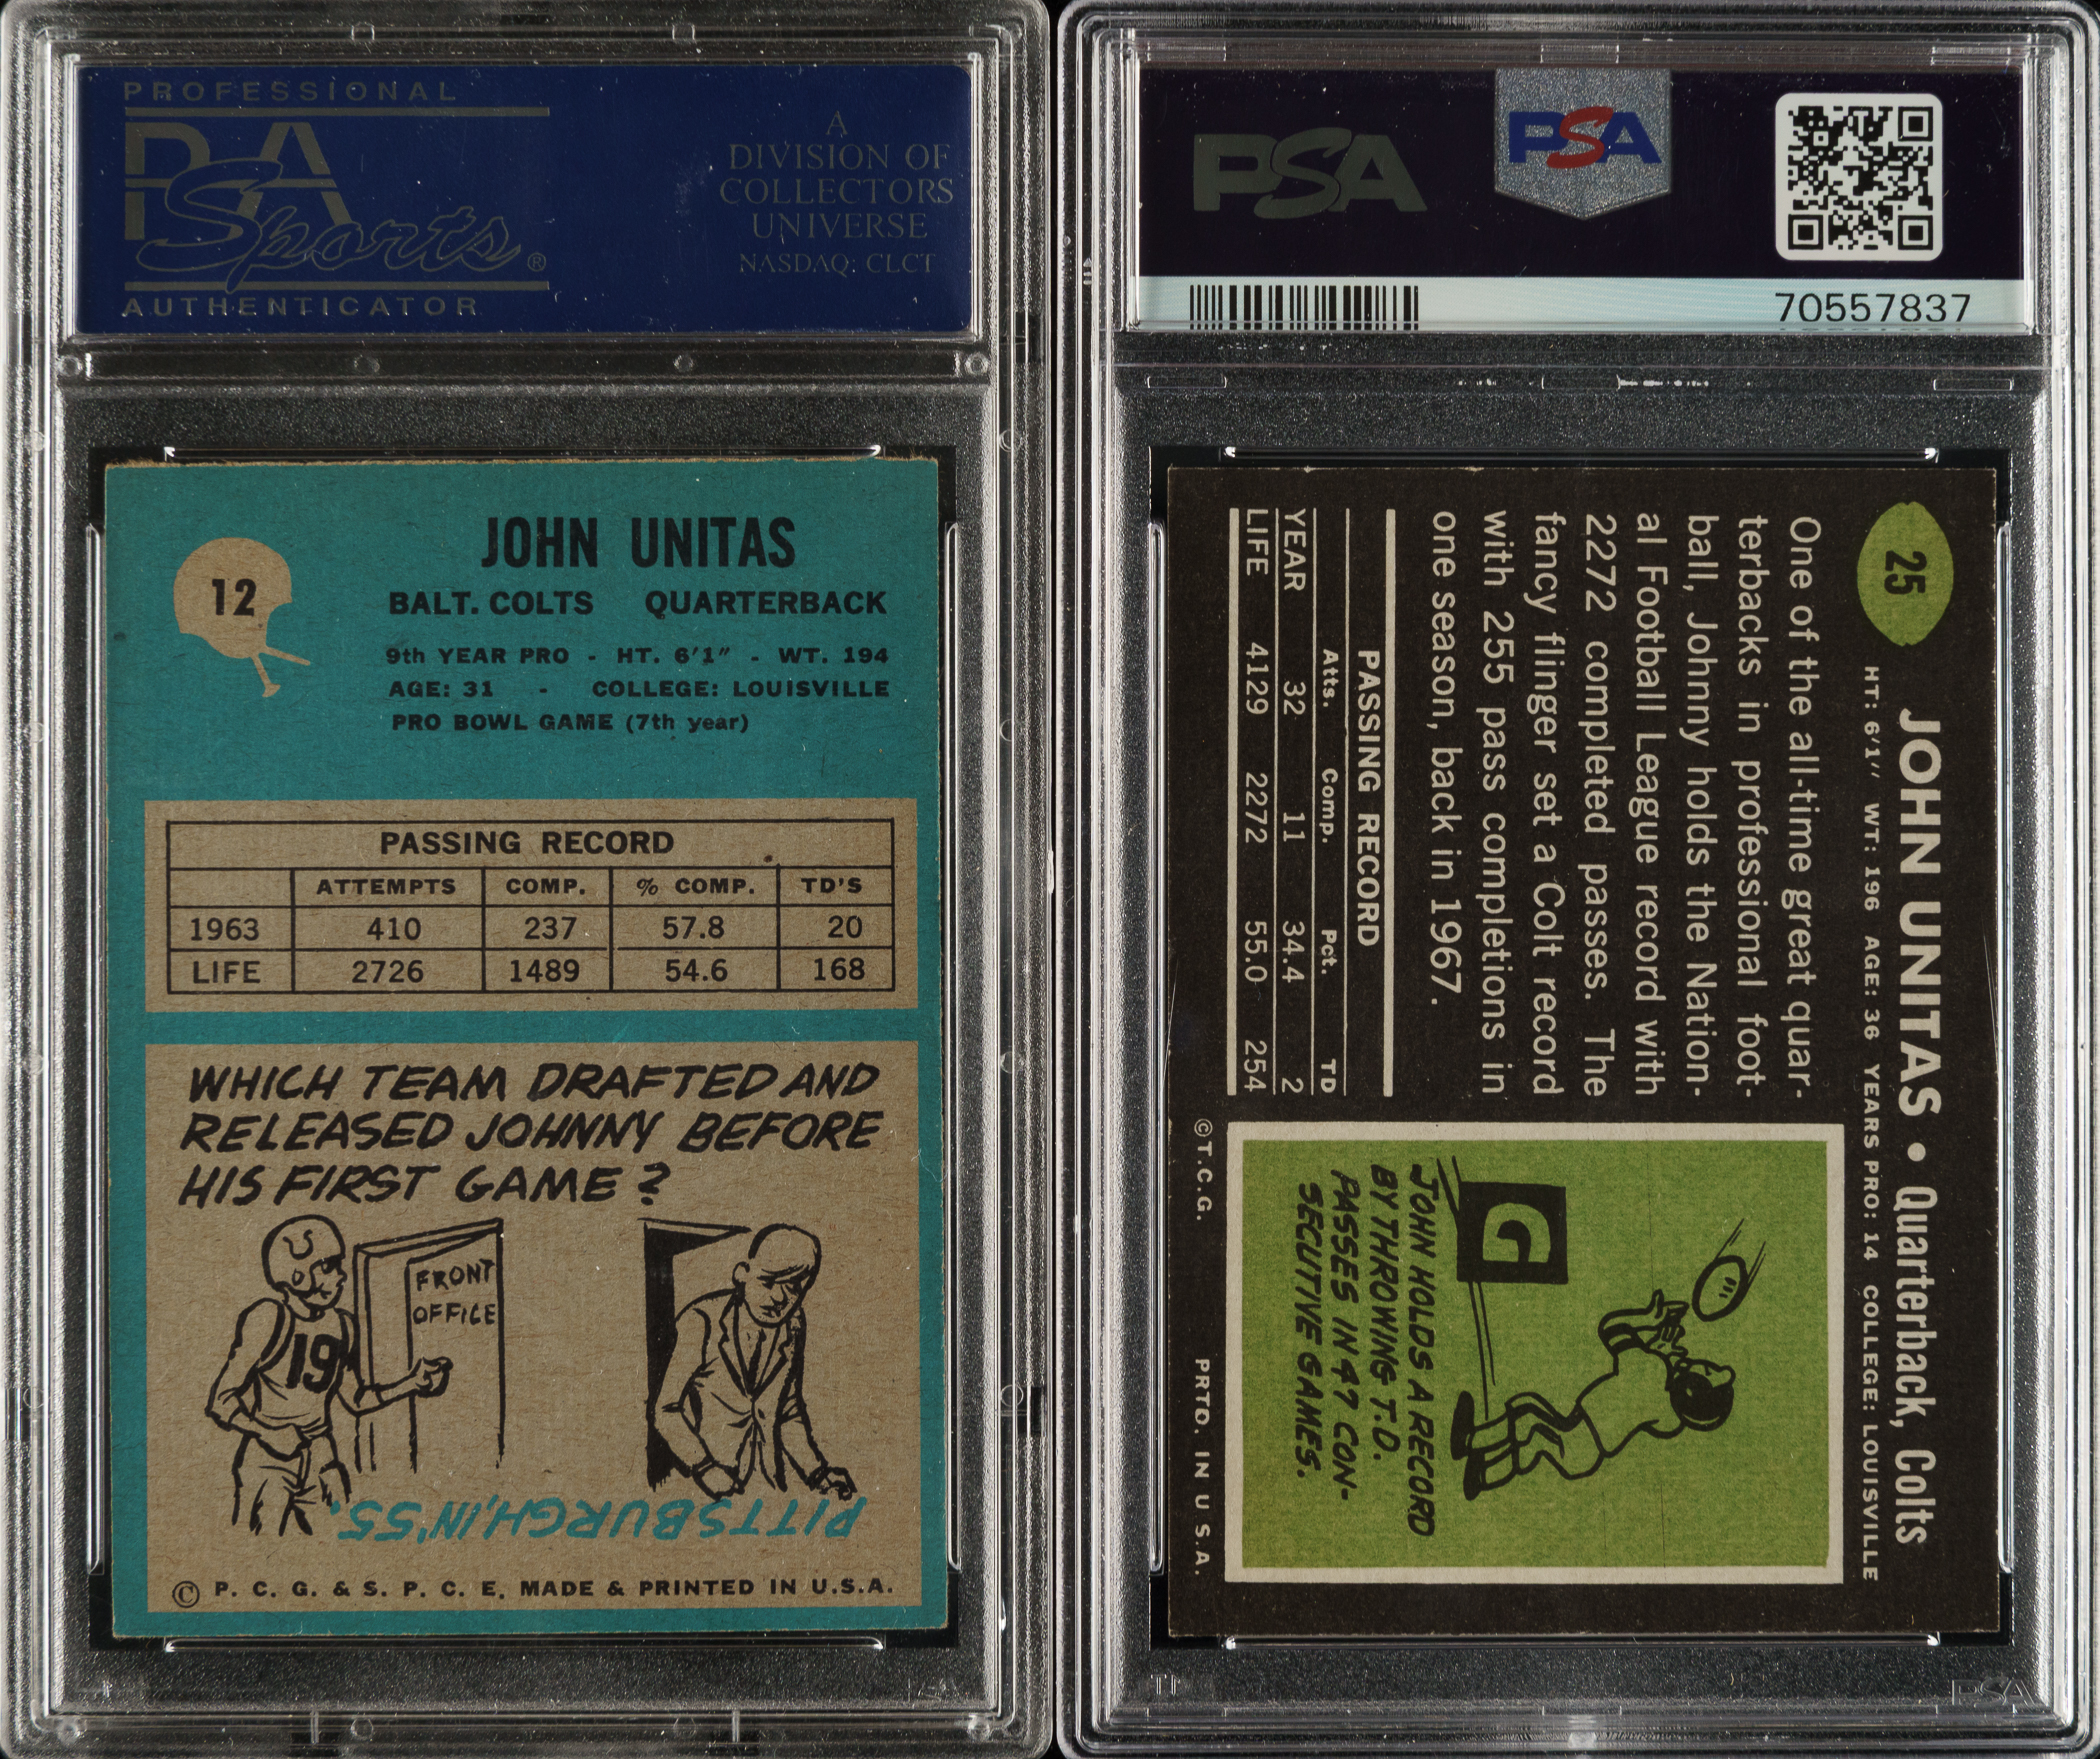 PROFESSIONAL
PSA
Sports®
AUTHENTICATOR
A
DIVISION OF
COLLECTORS
UNIVERSE
NASDAQ: CLCT
12
JOHN UNITAS
BALT. COLTS QUARTERBACK
9th YEAR PRO - HT. 6'1" - WT. 194
AGE: 31 - COLLEGE: LOUISVILLE
PRO BOWL GAME (7th year)
PASSING RECORD
ATTEMPTS COMP. % COMP. TD'S
1963 410 237 57.8 20
LIFE 2726 1489 54.6 168
WHICH TEAM DRAFTED AND
RELEASED JOHNNY BEFORE
HIS FIRST GAME?
FRONT
OFFICE
19
PITTSBURGH, IN '55.
© P. C. G. & S. P. C. E. MADE & PRINTED IN U.S.A.
PSA
PSA
70557837
25
JOHN UNITAS • Quarterback, Colts
HT: 6'1" WT: 196 AGE: 36 YEARS PRO: 14 COLLEGE: LOUISVILLE
One of the all-time great quar-
terbacks in professional foot-
ball, Johnny holds the Nation-
al Football League record with
2272 completed passes. The
fancy flinger set a Colt record
with 255 pass completions in
one season, back in 1967.
PASSING RECORD
Atts. Comp. Pct. TD
YEAR 32 11 34.4 2
LIFE 4129 2272 55.0 254
G
JOHN HOLDS A RECORD
BY THROWING T.D.
PASSES IN 47 CON-
SECUTIVE GAMES.
©T.C.G. PRTD. IN U.S.A.
PSA